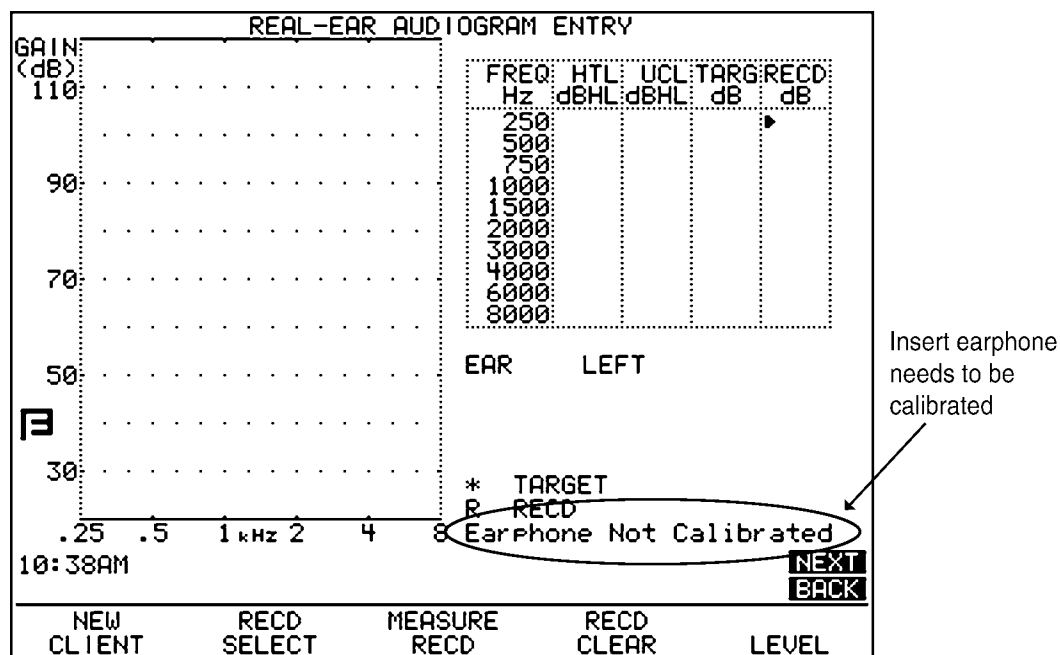 REAL-EAR AUDIOGRAM ENTRY
GAIN
(dB)
110
90
70
50
30
.25 .5 1 kHz 2 4 8
FREQ HTL UCL TARG RECD
Hz dBHL dBHL dB dB
250
500
750
1000
1500
2000
3000
4000
6000
8000
EAR LEFT
* TARGET
R RECD
Earphone Not Calibrated
Insert earphone
needs to be
calibrated
10:38AM
NEXT
BACK
NEW RECD MEASURE RECD
CLIENT SELECT RECD CLEAR LEVEL